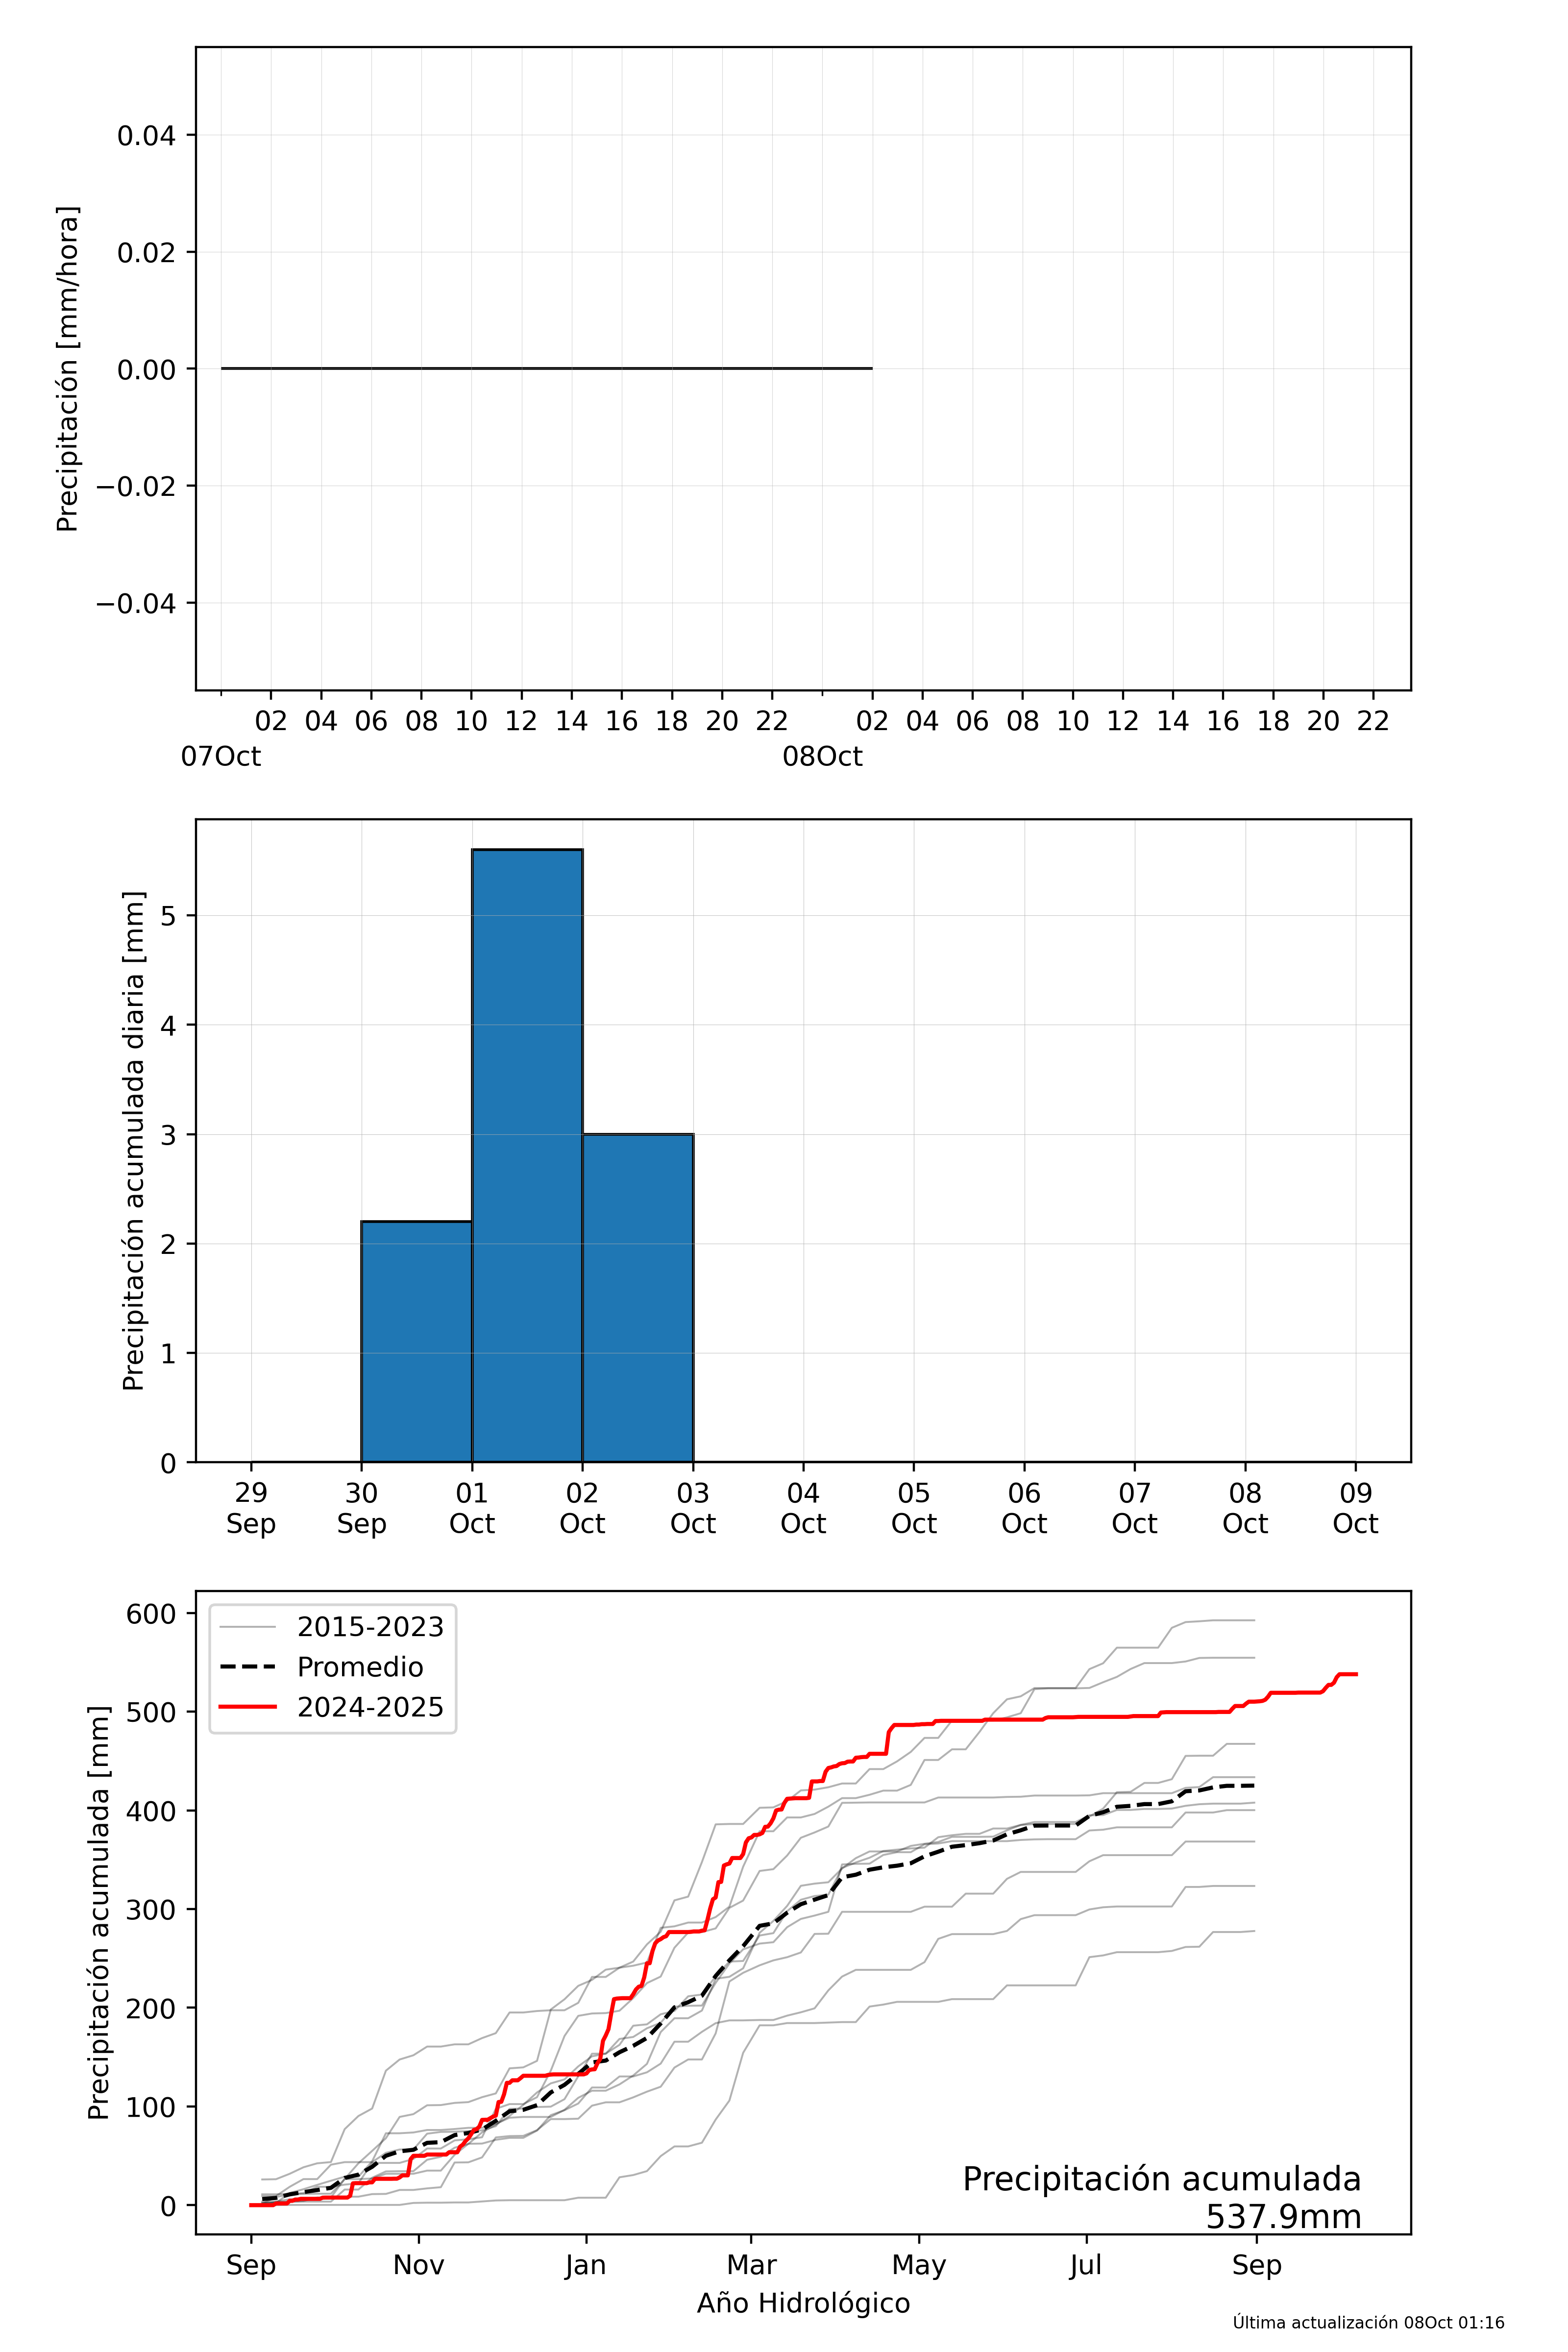 Precipitación [mm/hora]
0.04
0.02
0.00
−0.02
−0.04
02 04 06 08 10 12 14 16 18 20 22 02 04 06 08 10 12 14 16 18 20 22
07Oct 08Oct
Precipitación acumulada diaria [mm]
5
4
3
2
1
0
29 30 01 02 03 04 05 06 07 08 09
Sep Sep Oct Oct Oct Oct Oct Oct Oct Oct Oct
Precipitación acumulada [mm]
600
500
400
300
200
100
0
2015-2023
Promedio
2024-2025
Precipitación acumulada
537.9mm
Sep Nov Jan Mar May Jul Sep
Año Hidrológico
Última actualización 08Oct 01:16